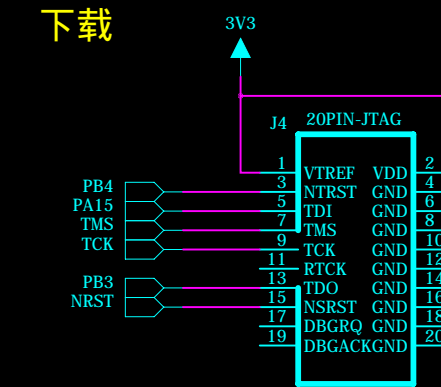 下载
3V3
J4 20PIN-JTAG
1 VTREF VDD 2
PB4 3 NTRST GND 4
PA15 5 TDI GND 6
TMS 7 TMS GND 8
TCK 9 TCK GND 10
11 RTCK GND 12
PB3 13 TDO GND 14
NRST 15 NSRST GND 16
17 DBGRQ GND 18
19 DBGACKGND 20